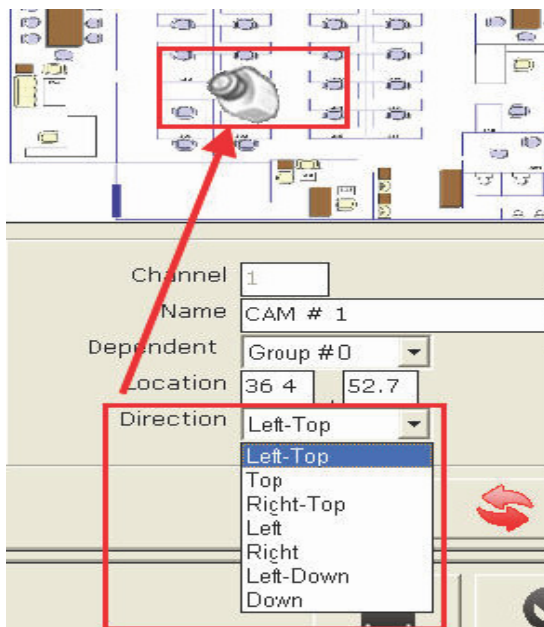 Channel 1
Name CAM # 1
Dependent Group #0
Location 36 4 , 52.7
Direction Left-Top
Left-Top
Top
Right-Top
Left
Right
Left-Down
Down